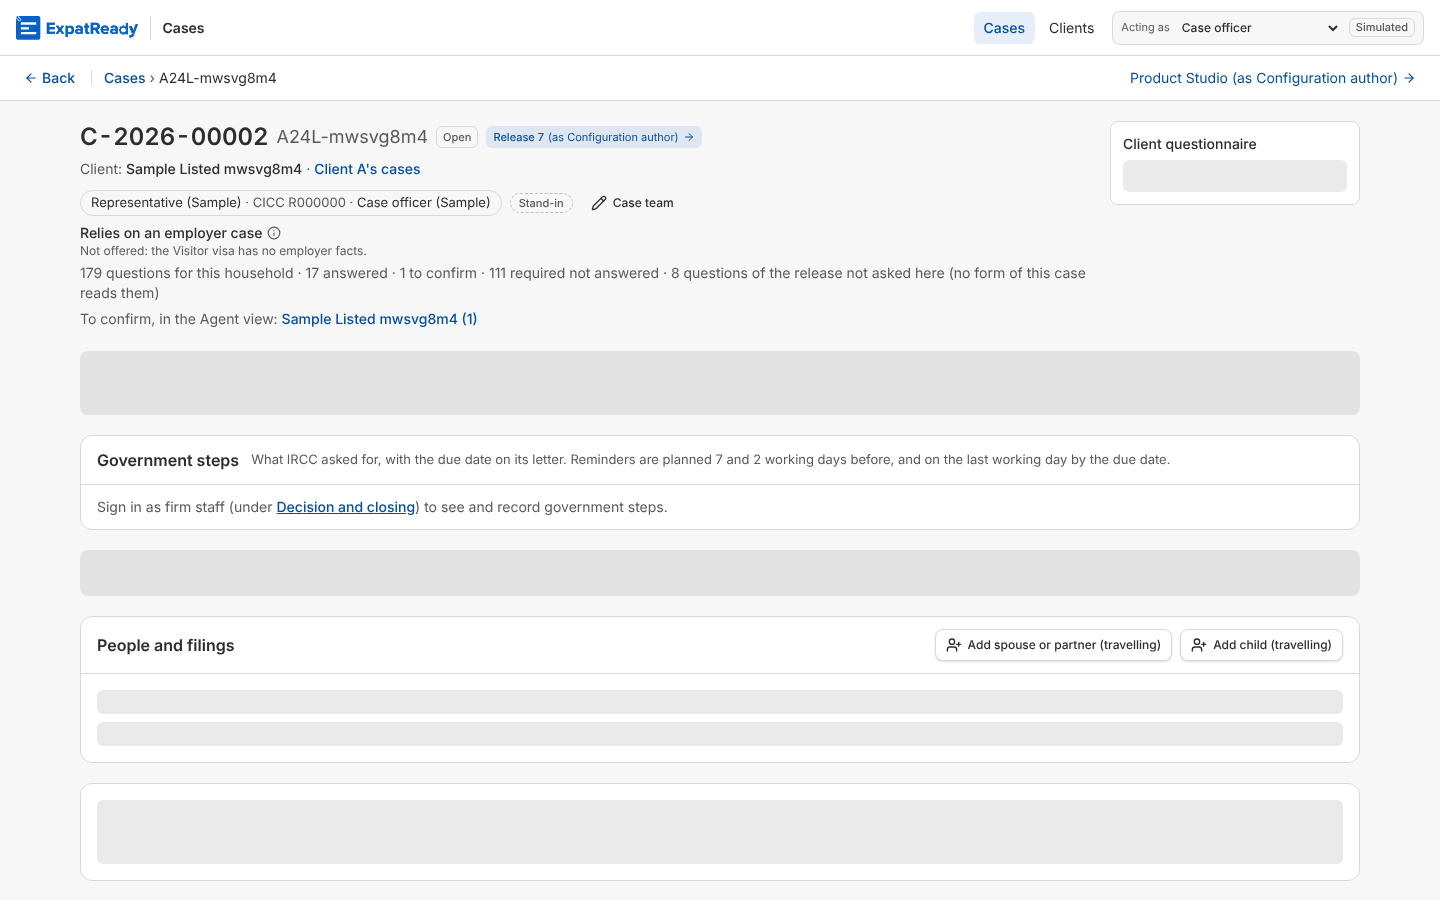 ExpatReady
Cases
Cases
Clients
Acting as
Case officer
Simulated
← Back
Cases › A24L-mwsvg8m4
Product Studio (as Configuration author) →
C-2026-00002 A24L-mwsvg8m4 Open Release 7 (as Configuration author) →
Client: Sample Listed mwsvg8m4 · Client A's cases
Representative (Sample) · CICC R000000 · Case officer (Sample) Stand-in Case team
Relies on an employer case
Not offered: the Visitor visa has no employer facts.
179 questions for this household · 17 answered · 1 to confirm · 111 required not answered · 8 questions of the release not asked here (no form of this case
reads them)
To confirm, in the Agent view: Sample Listed mwsvg8m4 (1)
Client questionnaire
Government steps What IRCC asked for, with the due date on its letter. Reminders are planned 7 and 2 working days before, and on the last working day by the due date.
Sign in as firm staff (under Decision and closing) to see and record government steps.
People and filings
Add spouse or partner (travelling)
Add child (travelling)